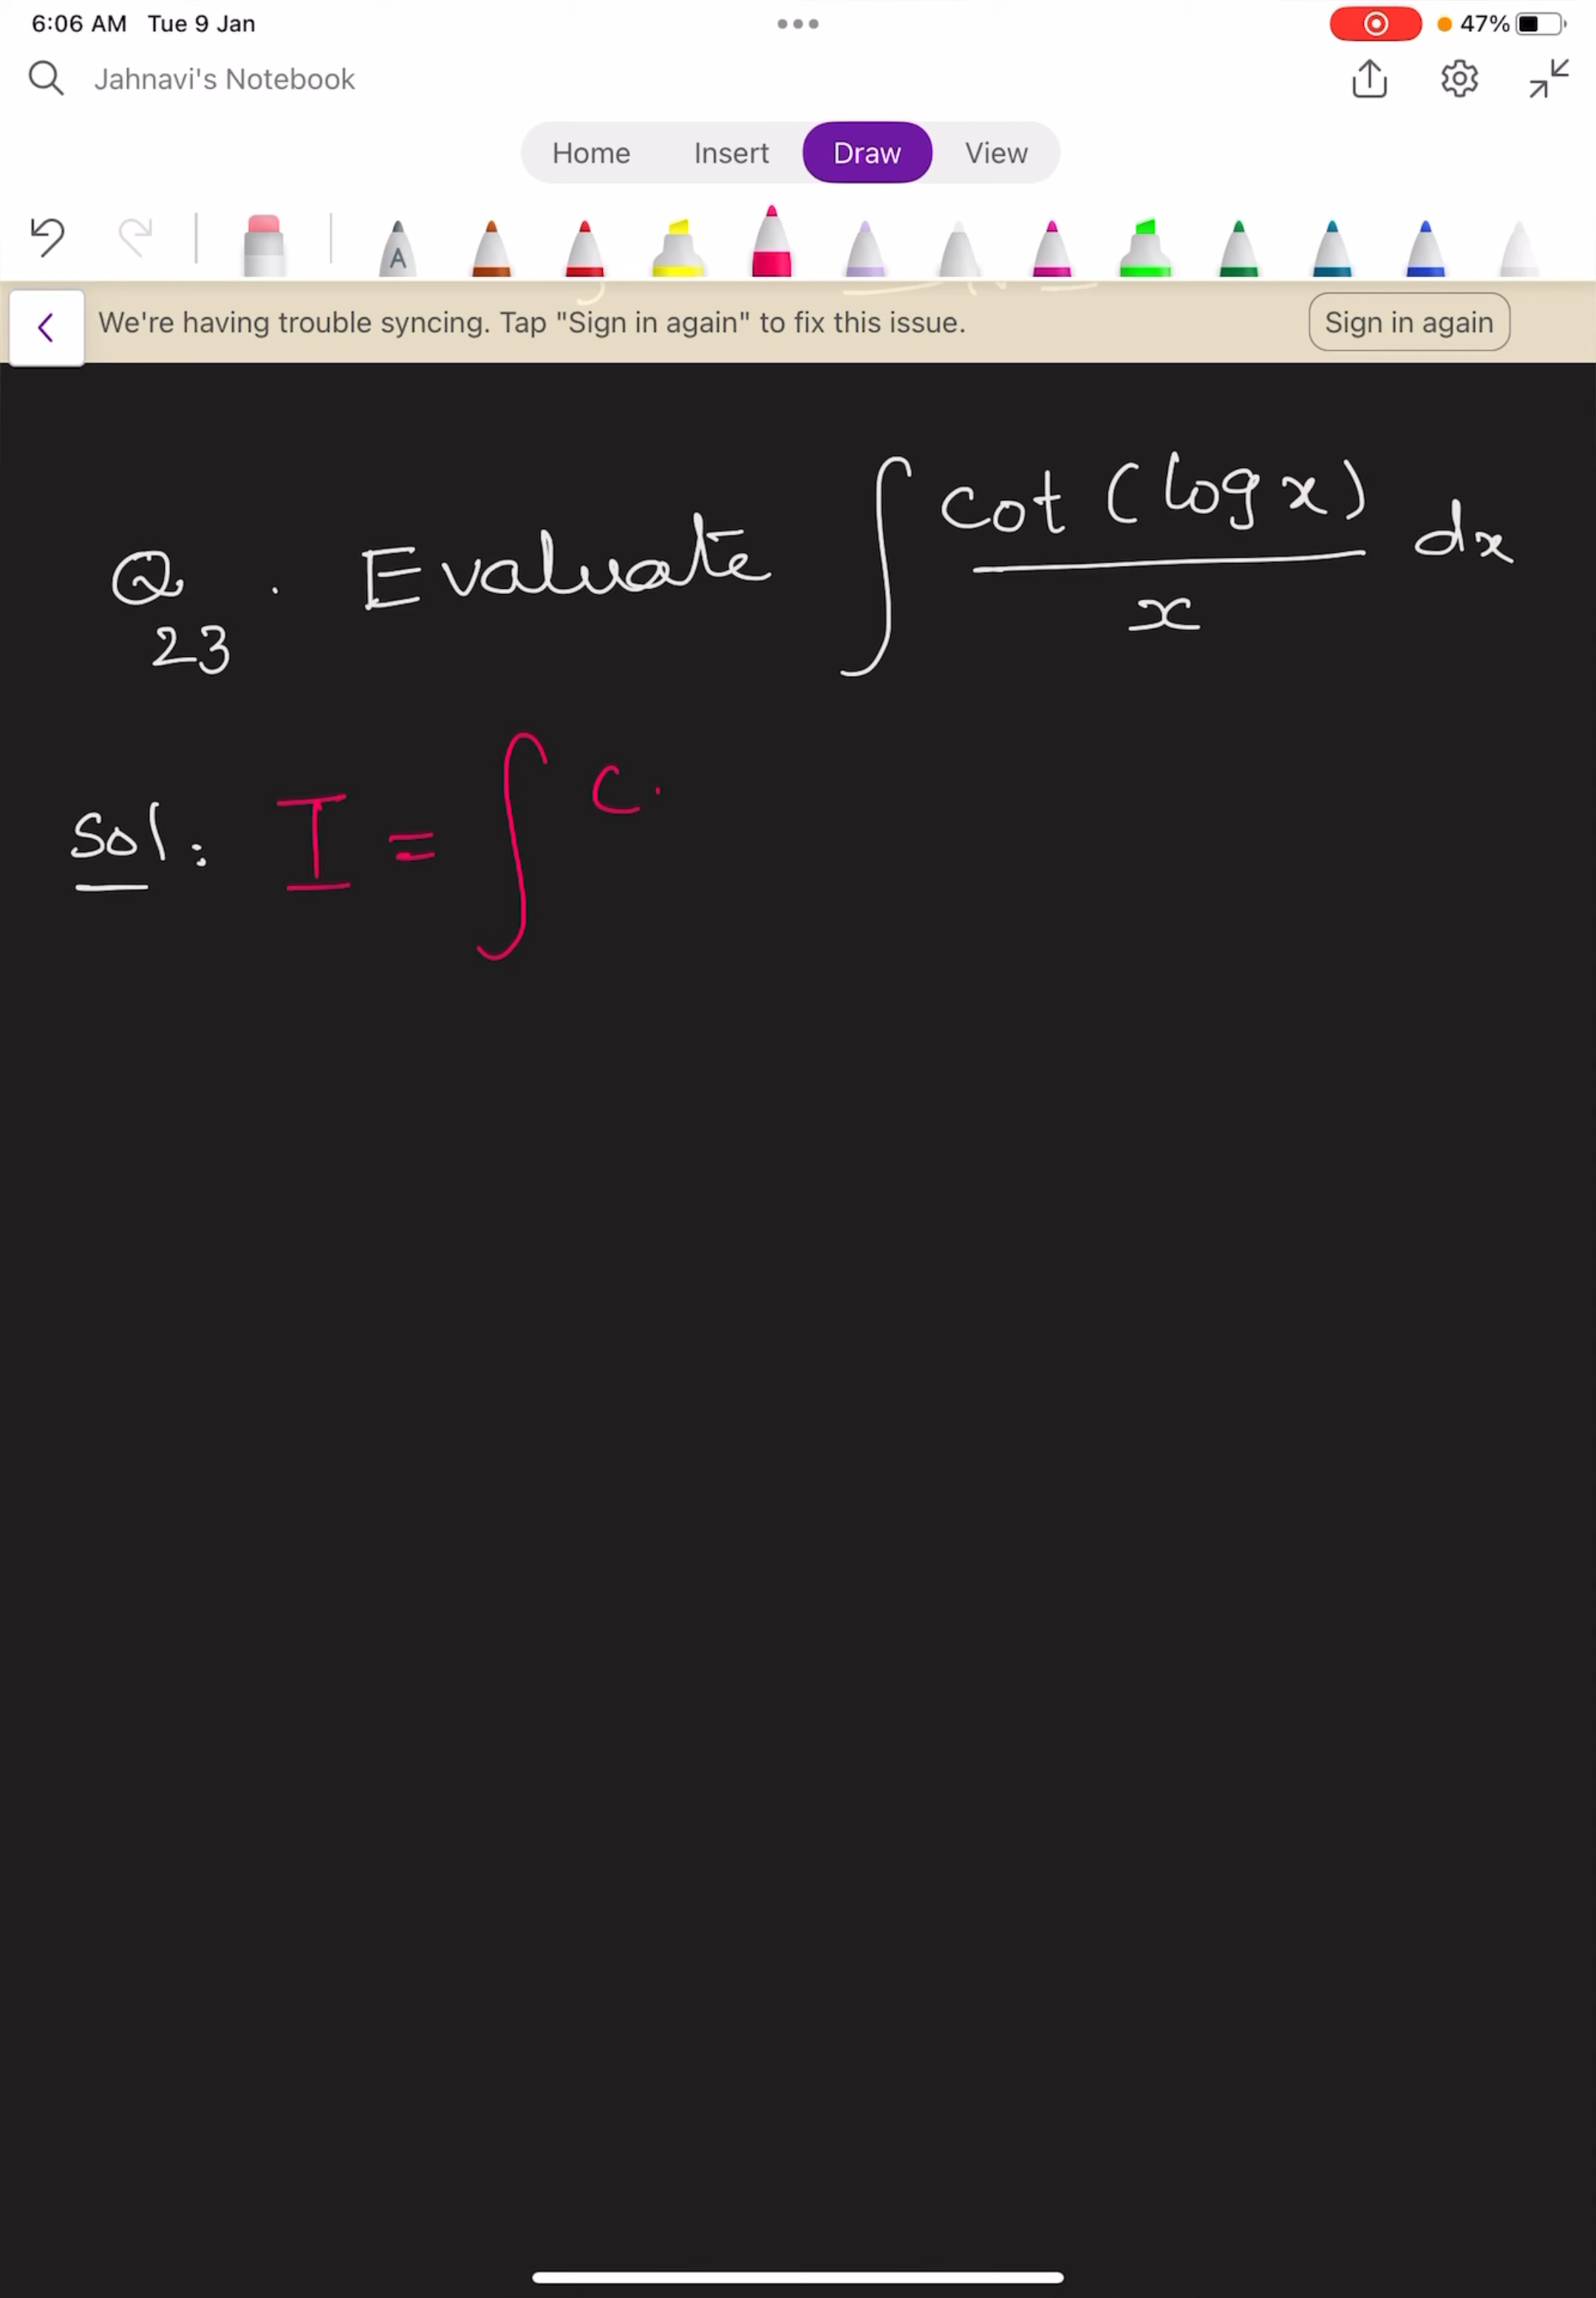 6:06 AM Tue 9 Jan 47%
Jahnavi's Notebook
Home Insert Draw View
A
We're having trouble syncing. Tap "Sign in again" to fix this issue. Sign in again
Q 23 . Evaluate ∫ cot (log x) / x dx
Sol: I = ∫ c.